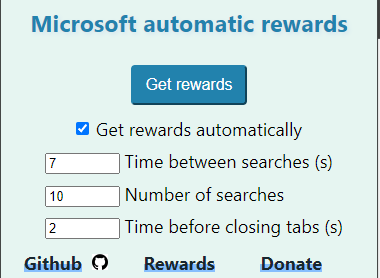 Microsoft automatic rewards
Get rewards
Get rewards automatically
7 Time between searches (s)
10 Number of searches
2 Time before closing tabs (s)
Github Rewards Donate